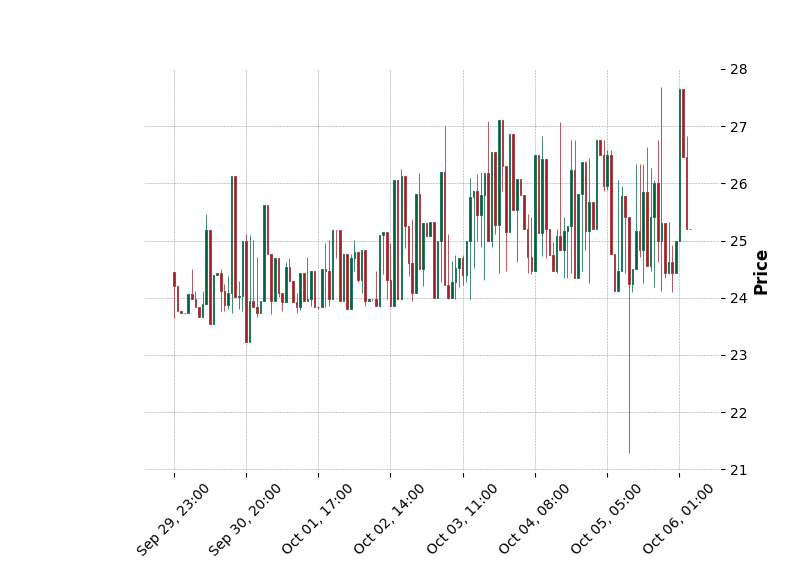 28
27
26
25
24
23
22
21
Price
Sep 29, 23:00
Sep 30, 20:00
Oct 01, 17:00
Oct 02, 14:00
Oct 03, 11:00
Oct 04, 08:00
Oct 05, 05:00
Oct 06, 01:00